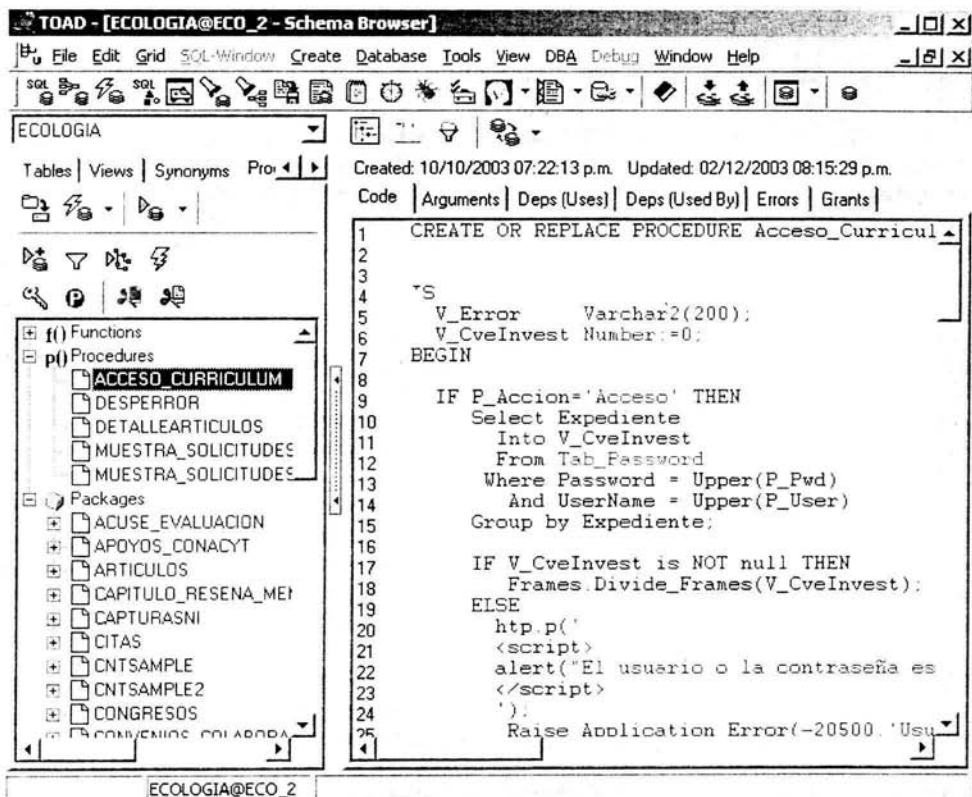 TOAD - [ECOLOGIA@ECO_2 - Schema Browser]
File Edit Grid SQL-Window Create Database Tools View DBA Debug Window Help
SQL SQL
ECOLOGIA
Tables Views Synonyms
Created: 10/10/2003 07:22:13 p.m. Updated: 02/12/2003 08:15:29 p.m.
Code Arguments Deps (Uses) Deps (Used By) Errors Grants
f() Functions
p() Procedures
ACCESO_CURRICULUM
DESPERROR
DETALLEARTICULOS
MUESTRA_SOLICITUDES
MUESTRA_SOLICITUDES
Packages
ACUSE_EVALUACION
APOYOS_CONACYT
ARTICULOS
CAPITULO_RESENA_MEM
CAPTURASNI
CITAS
CNTSAMPLE
CNTSAMPLE2
CONGRESOS
CONVENIOS_COLABORA
1 CREATE OR REPLACE PROCEDURE Acceso_Curricul
2
3
4 IS
5 V_Error Varchar2(200);
6 V_CveInvest Number:=0;
7 BEGIN
8
9 IF P_Accion='Acceso' THEN
10 Select Expediente
11 Into V_CveInvest
12 From Tab_Password
13 Where Password = Upper(P_Pwd)
14 And UserName = Upper(P_User)
15 Group by Expediente;
16
17 IF V_CveInvest is NOT null THEN
18 Frames.Divide_Frames(V_CveInvest);
19 ELSE
20 htp.p('
21 <script>
22 alert("El usuario o la contraseña es
23 </script>
24 ');
25 Raise_Application_Error(-20500,'Usu
ECOLOGIA@ECO_2